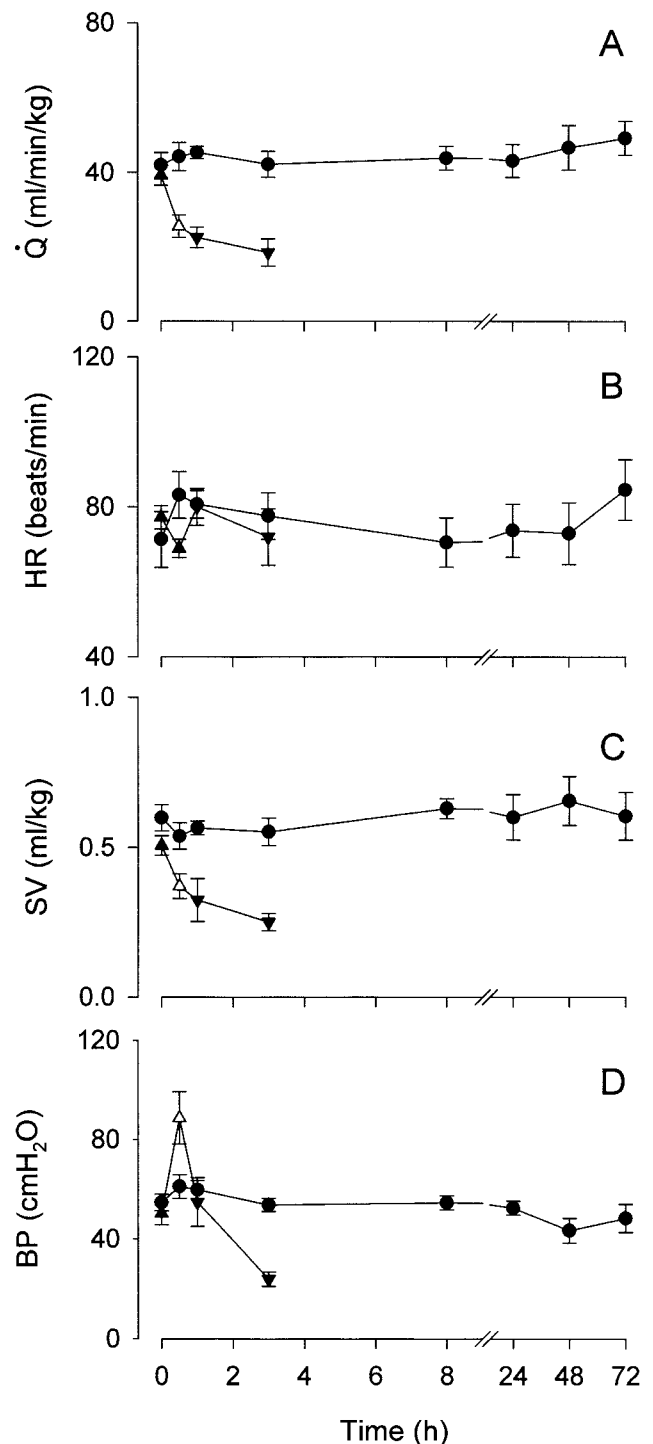 A
80
40
0
Q̇ (ml/min/kg)
B
120
80
40
HR (beats/min)
C
1.0
0.5
0.0
SV (ml/kg)
D
120
80
40
0
BP (cmH₂O)
0 2 4 6 8 24 48 72
Time (h)